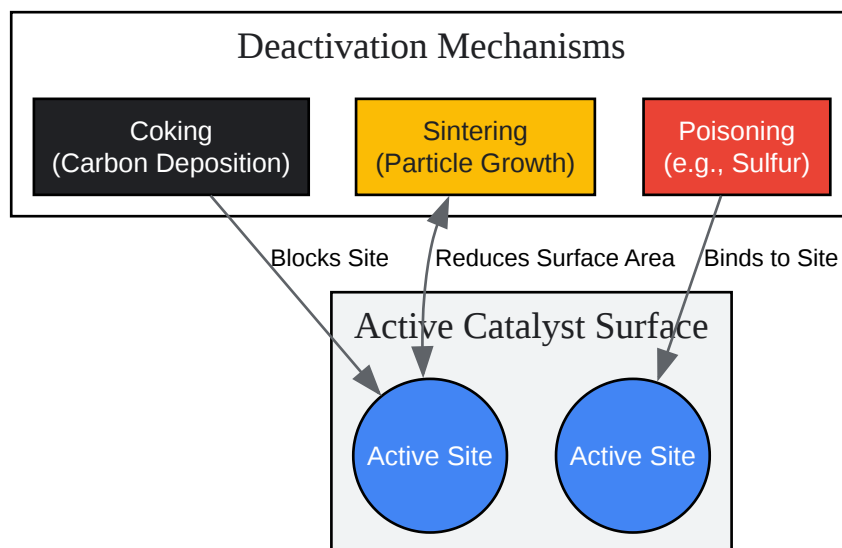 Deactivation Mechanisms
Coking
(Carbon Deposition)
Sintering
(Particle Growth)
Poisoning
(e.g., Sulfur)
Blocks Site
Reduces Surface Area
Binds to Site
Active Catalyst Surface
Active Site
Active Site